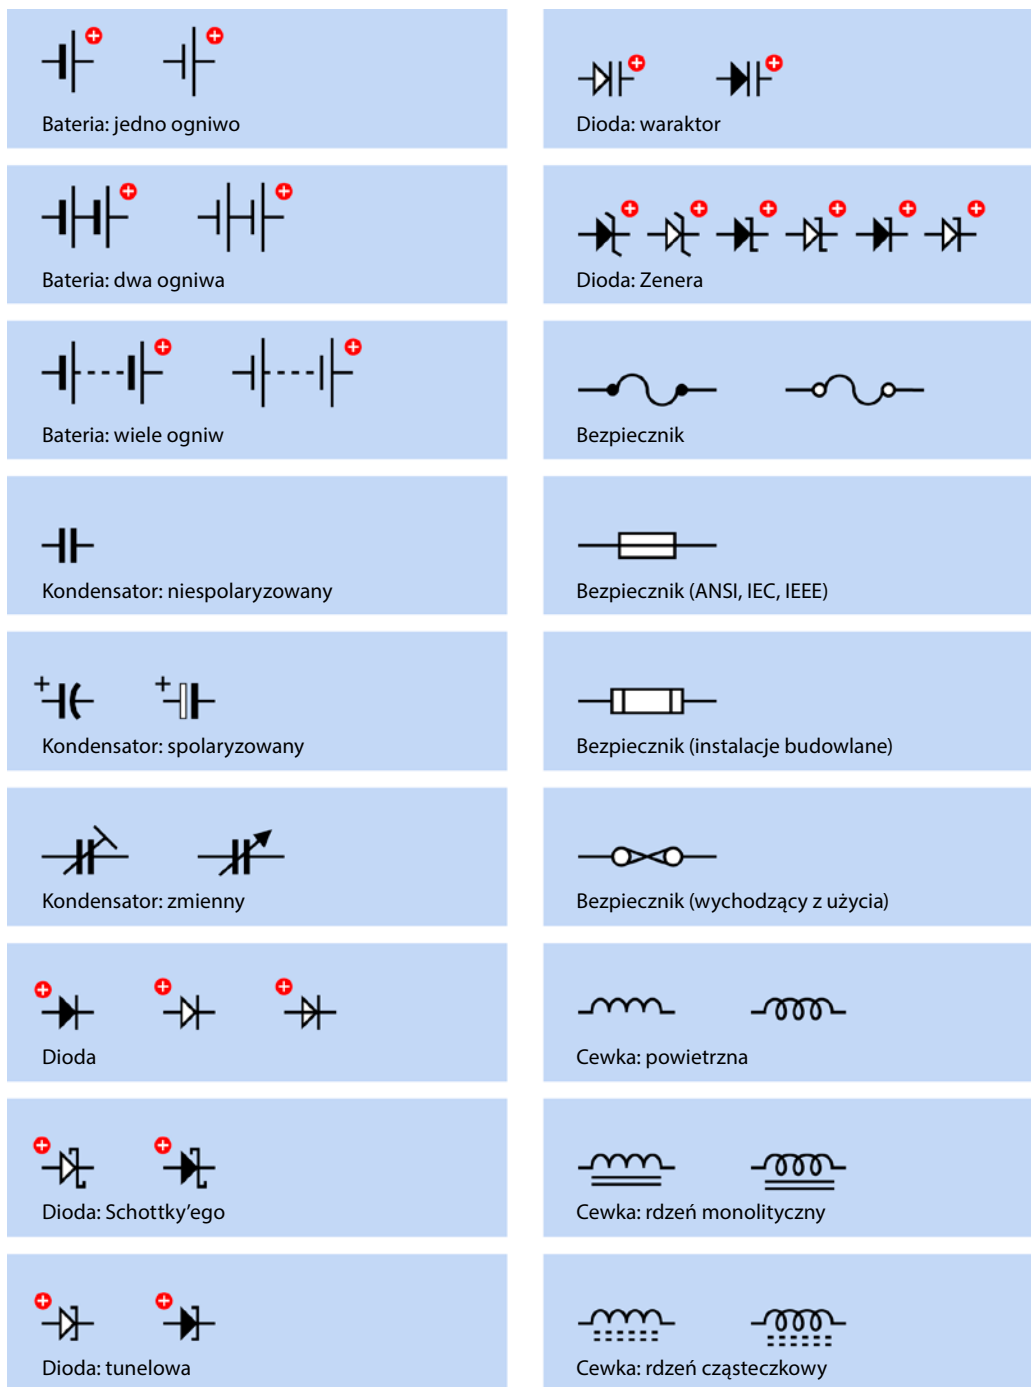 Bateria: jedno ogniwo
Bateria: dwa ogniwa
Bateria: wiele ogniw
Kondensator: niespolaryzowany
+ +
Kondensator: spolaryzowany
Kondensator: zmienny
Dioda
Dioda: Schottky’ego
Dioda: tunelowa
Dioda: waraktor
Dioda: Zenera
Bezpiecznik
Bezpiecznik (ANSI, IEC, IEEE)
Bezpiecznik (instalacje budowlane)
Bezpiecznik (wychodzący z użycia)
Cewka: powietrzna
Cewka: rdzeń monolityczny
Cewka: rdzeń cząsteczkowy